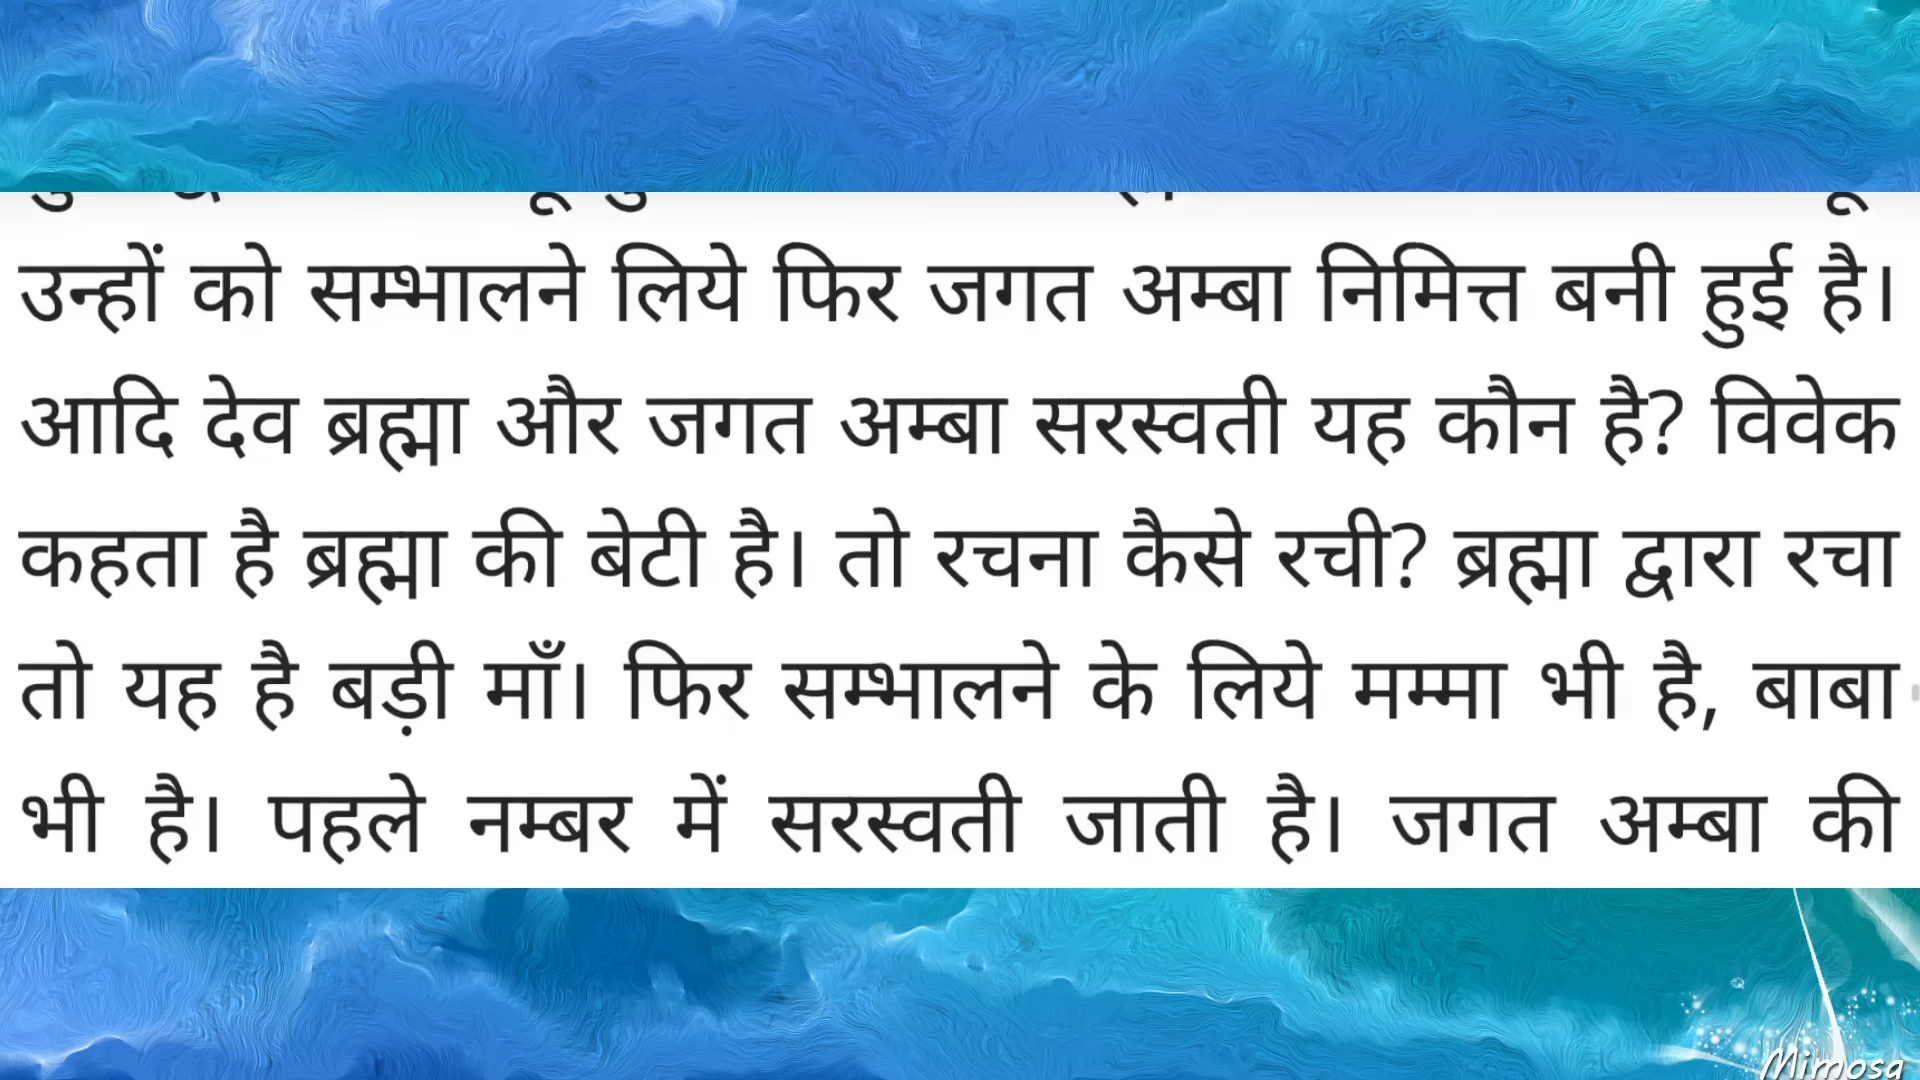 उन्हों को सम्भालने लिये फिर जगत अम्बा निमित्त बनी हुई है।
आदि देव ब्रह्मा और जगत अम्बा सरस्वती यह कौन है? विवेक
कहता है ब्रह्मा की बेटी है। तो रचना कैसे रची? ब्रह्मा द्वारा रचा
तो यह है बड़ी माँ। फिर सम्भालने के लिये मम्मा भी है, बाबा
भी है। पहले नम्बर में सरस्वती जाती है। जगत अम्बा की
Mimosa